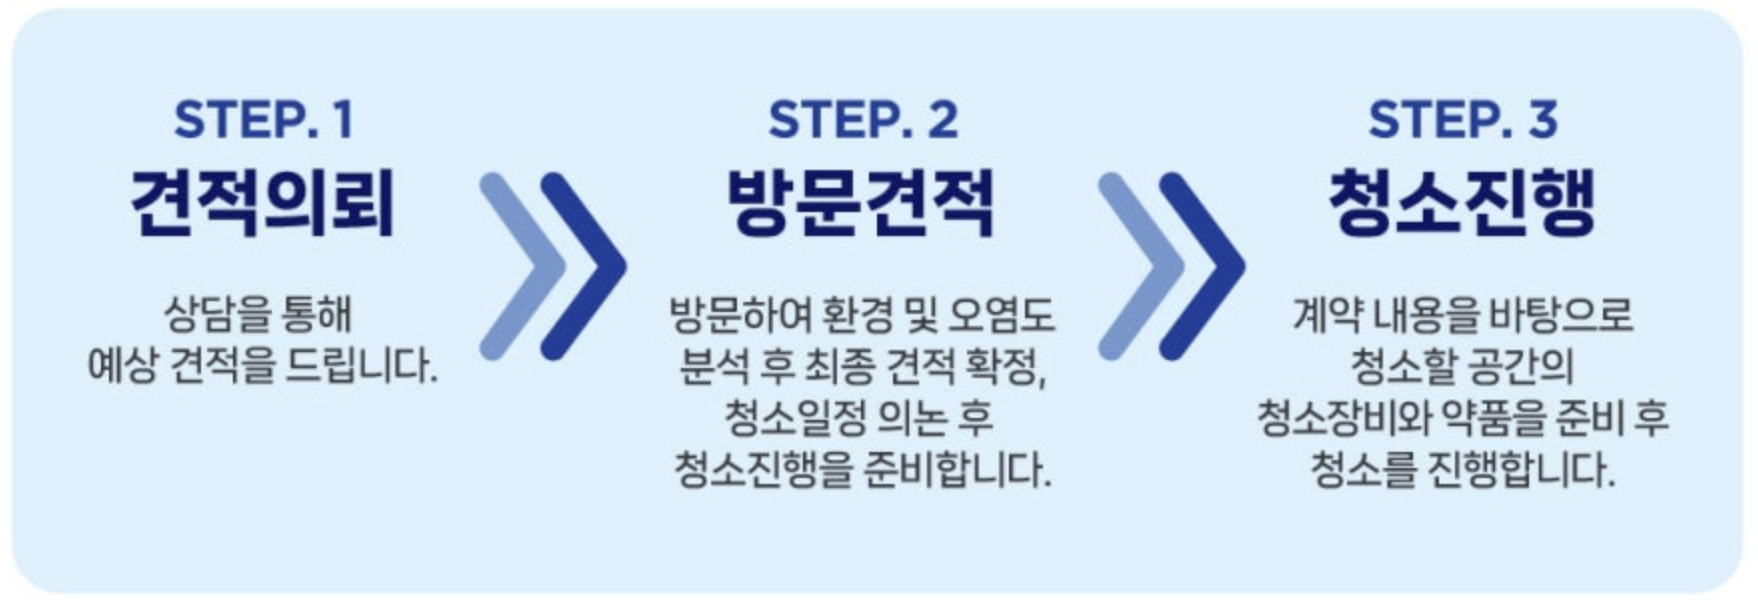 STEP. 1
견적의뢰
상담을 통해
예상 견적을 드립니다.
STEP. 2
방문견적
방문하여 환경 및 오염도
분석 후 최종 견적 확정,
청소일정 의논 후
청소진행을 준비합니다.
STEP. 3
청소진행
계약 내용을 바탕으로
청소할 공간의
청소장비와 약품을 준비 후
청소를 진행합니다.